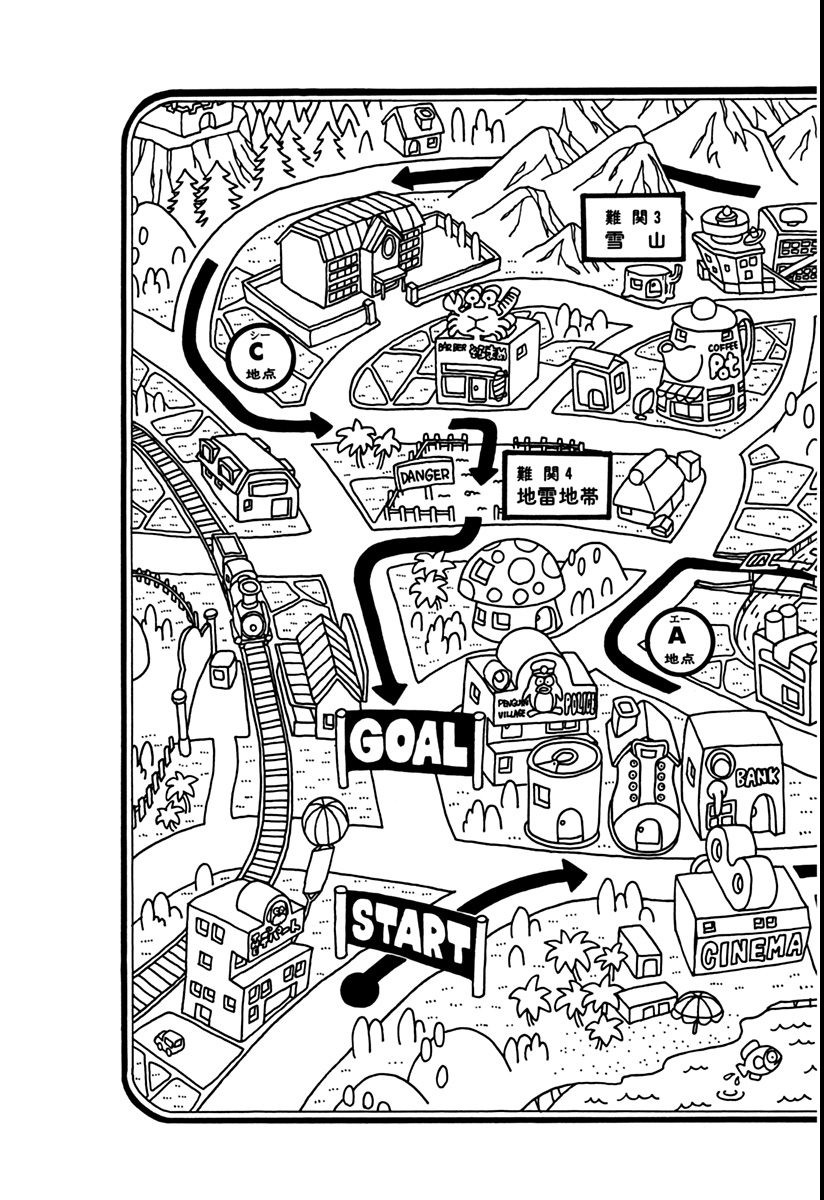 難関3
雪山
シー
C
地点
BARBER
COFFEE
Pot
DANGER
難関4
地雷地帯
エー
A
地点
PENGUIN
VILLAGE
POLICE
GOAL
BANK
START
CINEMA